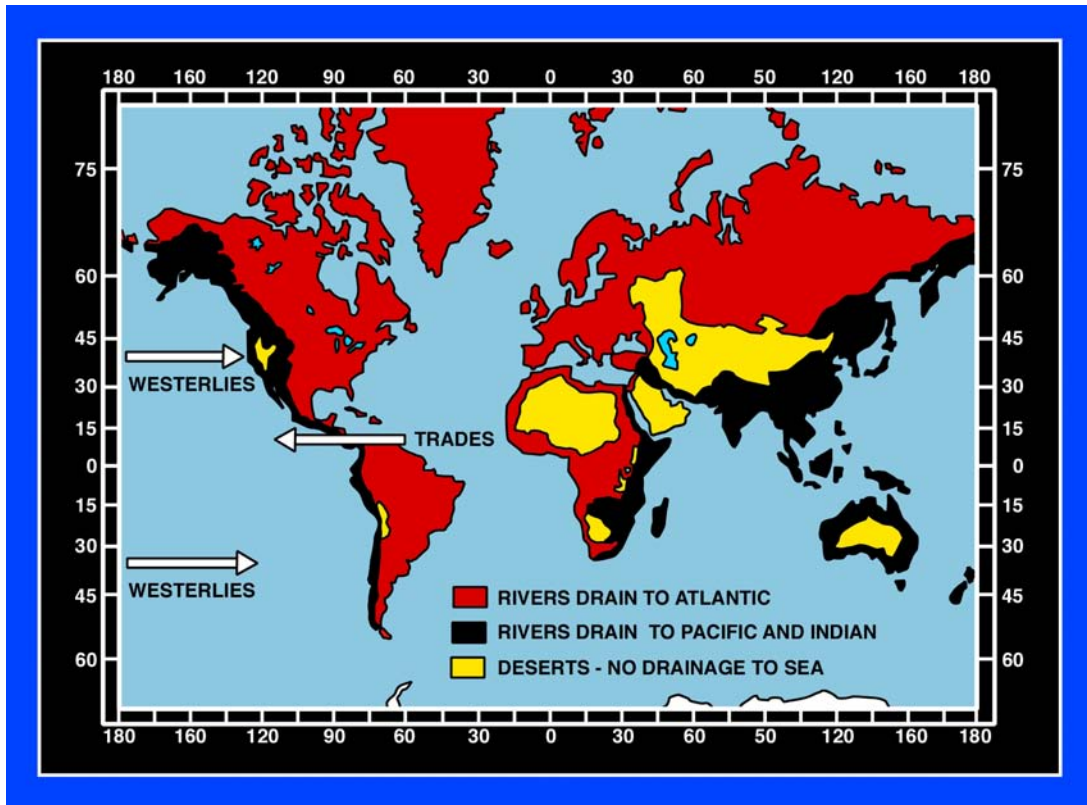 180 160 120 90 60 30 0 30 60 50 120 160 180
75 75
60 60
45 45
WESTERLIES
30 30
TRADES
15 15
0 0
15 15
30 30
WESTERLIES
45 45
RIVERS DRAIN TO ATLANTIC
RIVERS DRAIN TO PACIFIC AND INDIAN
60 60
DESERTS - NO DRAINAGE TO SEA
180 160 120 90 60 30 0 30 60 50 120 160 180